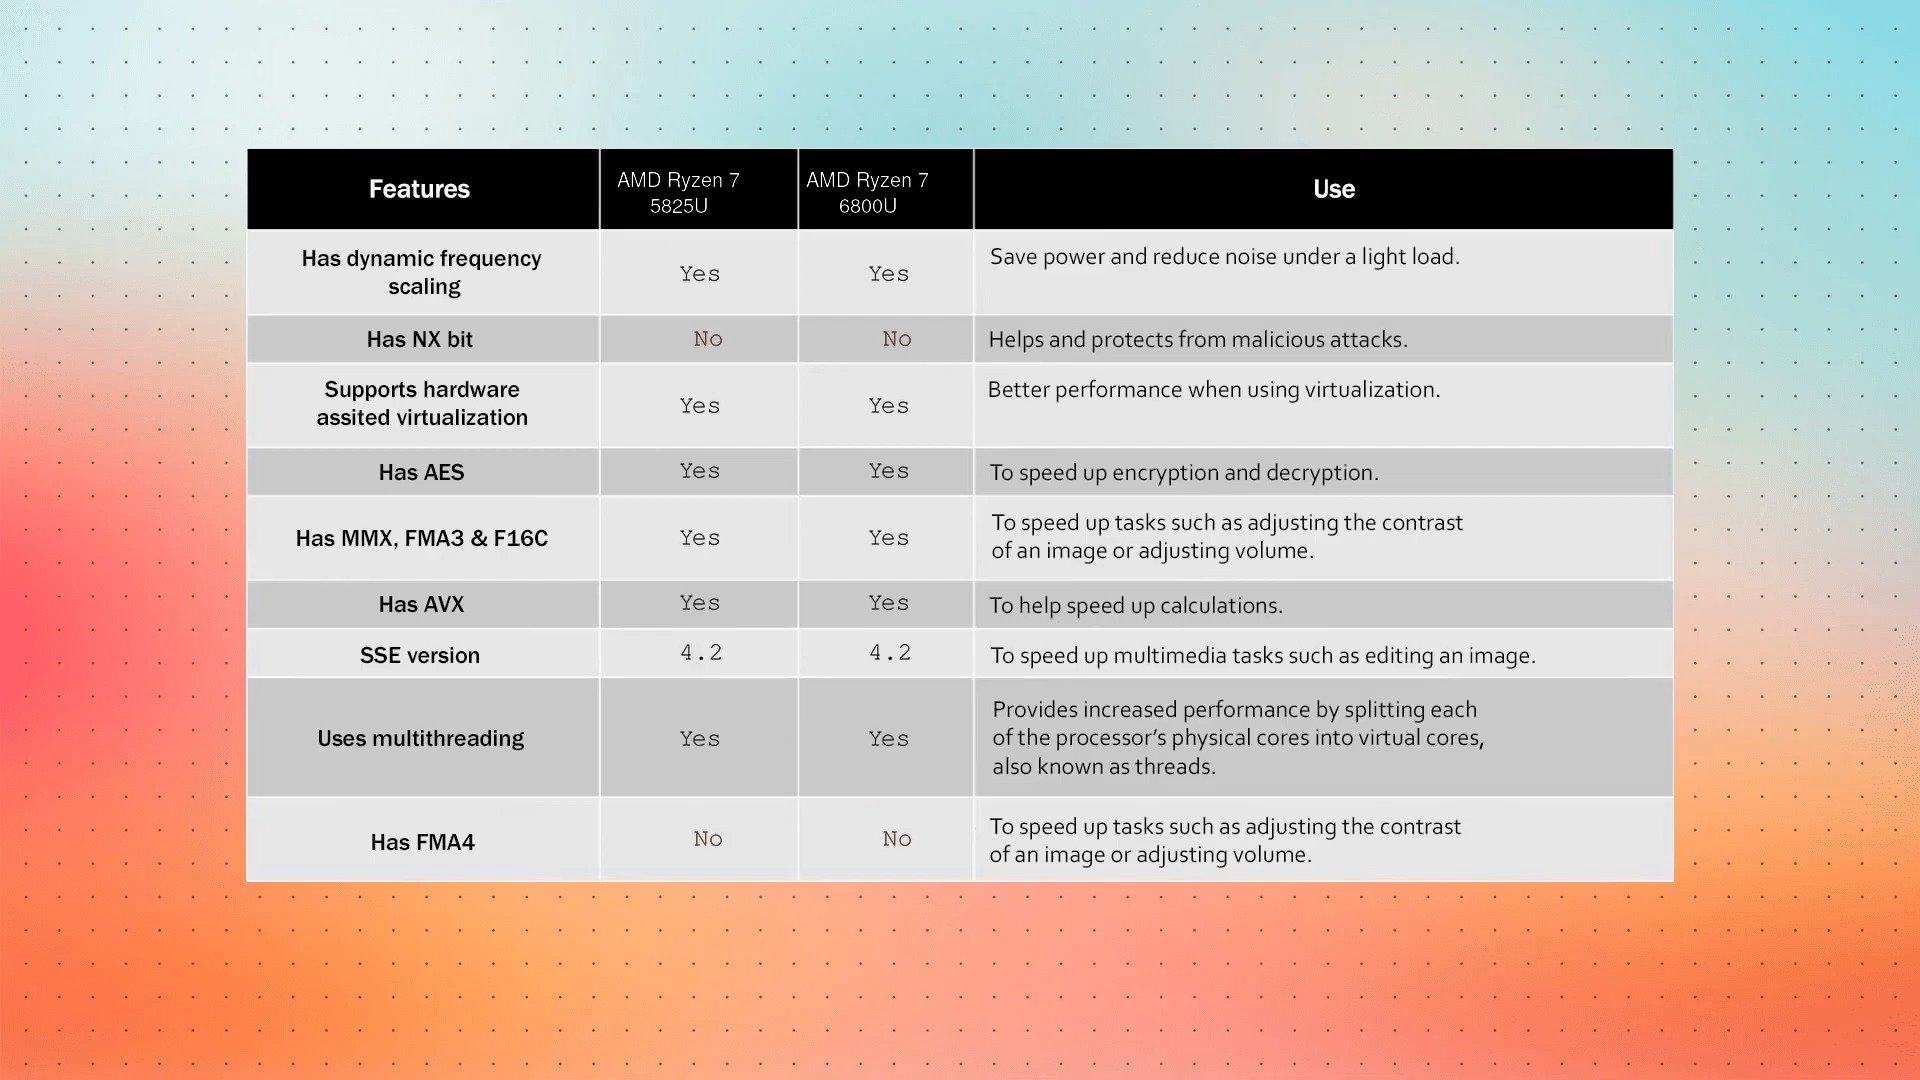 Features
AMD Ryzen 7
5825U
AMD Ryzen 7
6800U
Use
Has dynamic frequency
scaling
Yes
Yes
Save power and reduce noise under a light load.
Has NX bit
No
No
Helps and protects from malicious attacks.
Supports hardware
assited virtualization
Yes
Yes
Better performance when using virtualization.
Has AES
Yes
Yes
To speed up encryption and decryption.
Has MMX, FMA3 & F16C
Yes
Yes
To speed up tasks such as adjusting the contrast
of an image or adjusting volume.
Has AVX
Yes
Yes
To help speed up calculations.
SSE version
4.2
4.2
To speed up multimedia tasks such as editing an image.
Uses multithreading
Yes
Yes
Provides increased performance by splitting each
of the processor's physical cores into virtual cores,
also known as threads.
Has FMA4
No
No
To speed up tasks such as adjusting the contrast
of an image or adjusting volume.